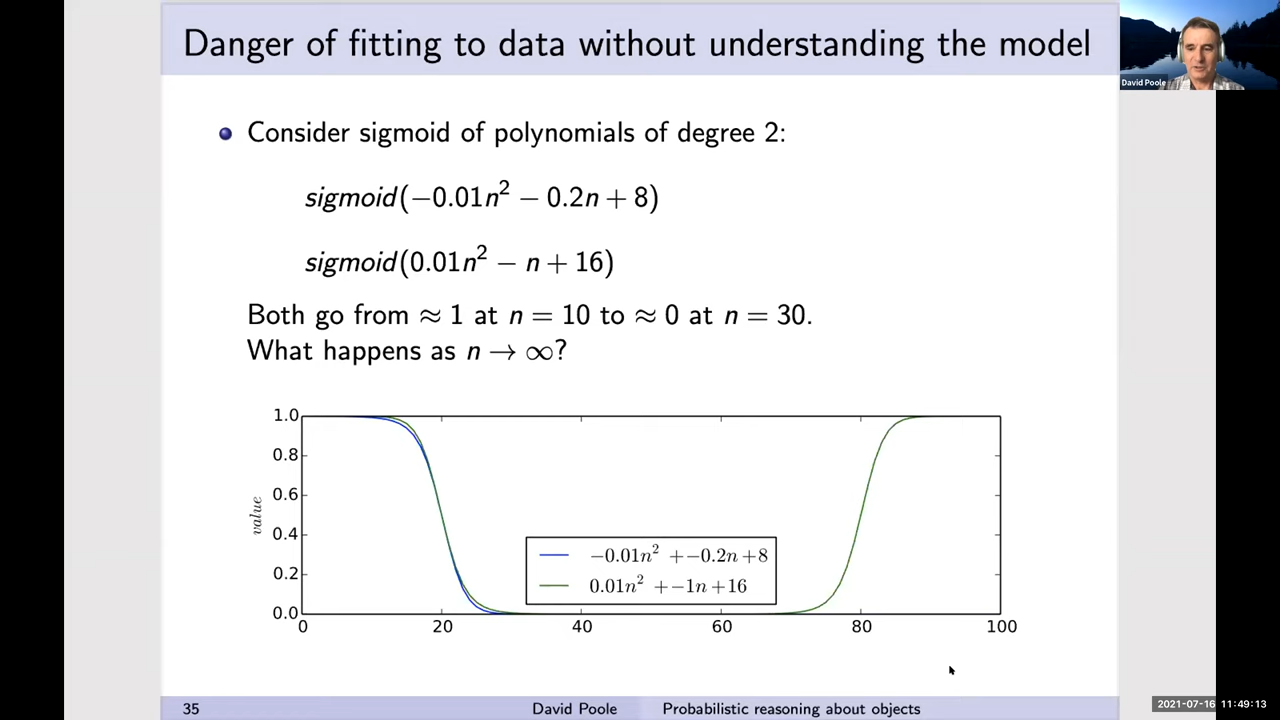 Danger of fitting to data without understanding the model
David Poole
Consider sigmoid of polynomials of degree 2:
sigmoid(−0.01n² − 0.2n + 8)
sigmoid(0.01n² − n + 16)
Both go from ≈ 1 at n = 10 to ≈ 0 at n = 30.
What happens as n → ∞?
1.0
0.8
0.6
0.4
0.2
0.0
value
−0.01n² +−0.2n+8
0.01n² +−1n+16
0 20 40 60 80 100
35 David Poole Probabilistic reasoning about objects
2021-07-16 11:49:13